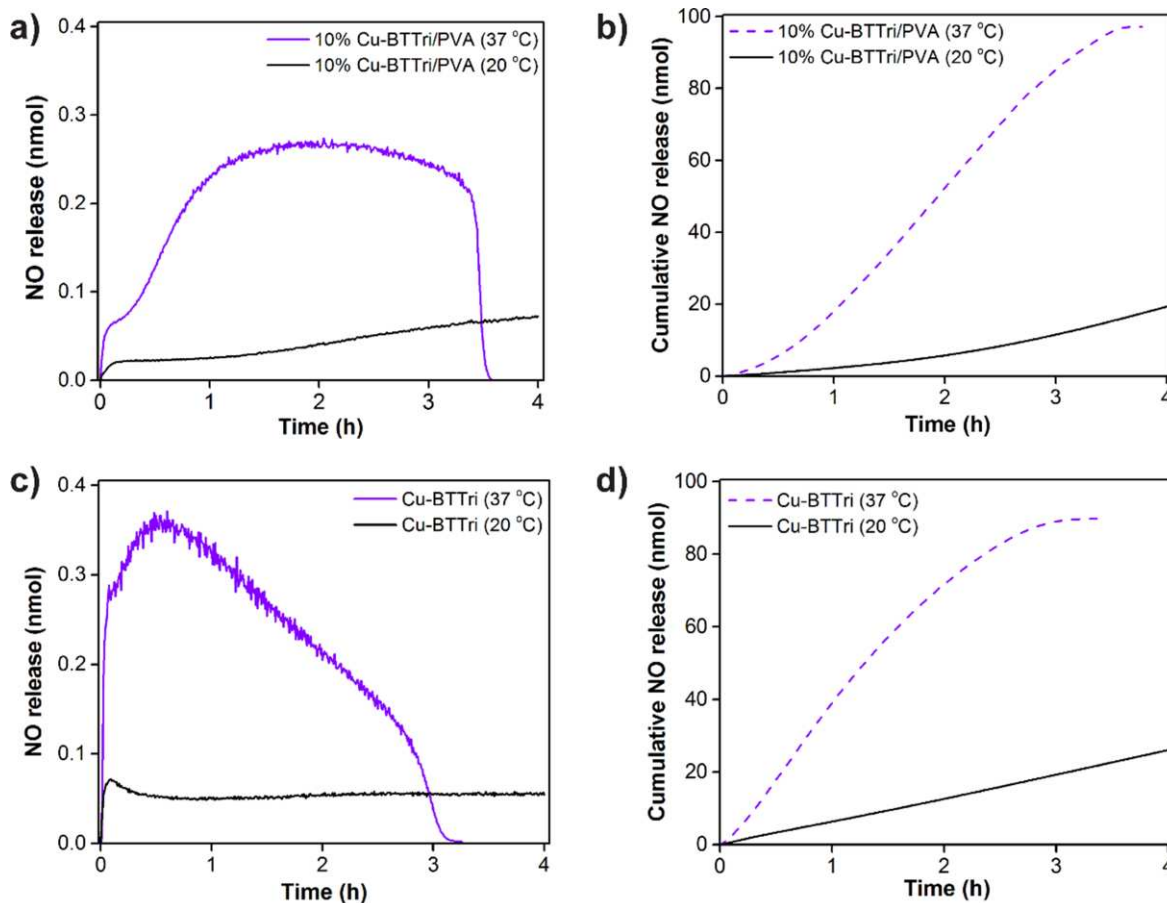 a)
0.4
0.3
0.2
0.1
0.0
NO release (nmol)
10% Cu-BTTri/PVA (37 °C)
10% Cu-BTTri/PVA (20 °C)
0 1 2 3 4
Time (h)
b)
100
80
60
40
20
0
Cumulative NO release (nmol)
10% Cu-BTTri/PVA (37 °C)
10% Cu-BTTri/PVA (20 °C)
0 1 2 3 4
Time (h)
c)
0.4
0.3
0.2
0.1
0.0
NO release (nmol)
Cu-BTTri (37 °C)
Cu-BTTri (20 °C)
0 1 2 3 4
Time (h)
d)
100
80
60
40
20
0
Cumulative NO release (nmol)
Cu-BTTri (37 °C)
Cu-BTTri (20 °C)
0 1 2 3 4
Time (h)